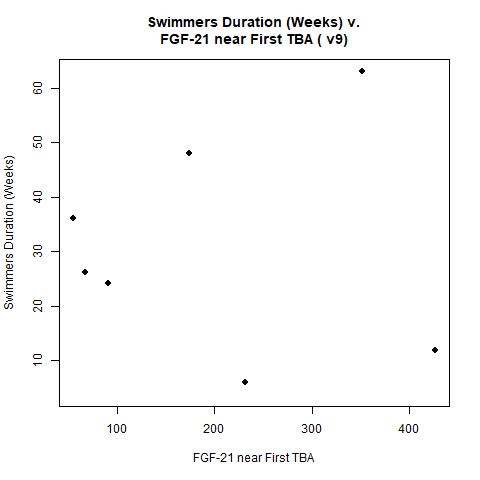 Swimmers Duration (Weeks) v.
FGF-21 near First TBA ( v9)
Swimmers Duration (Weeks)
60
50
40
30
20
10
100 200 300 400
FGF-21 near First TBA